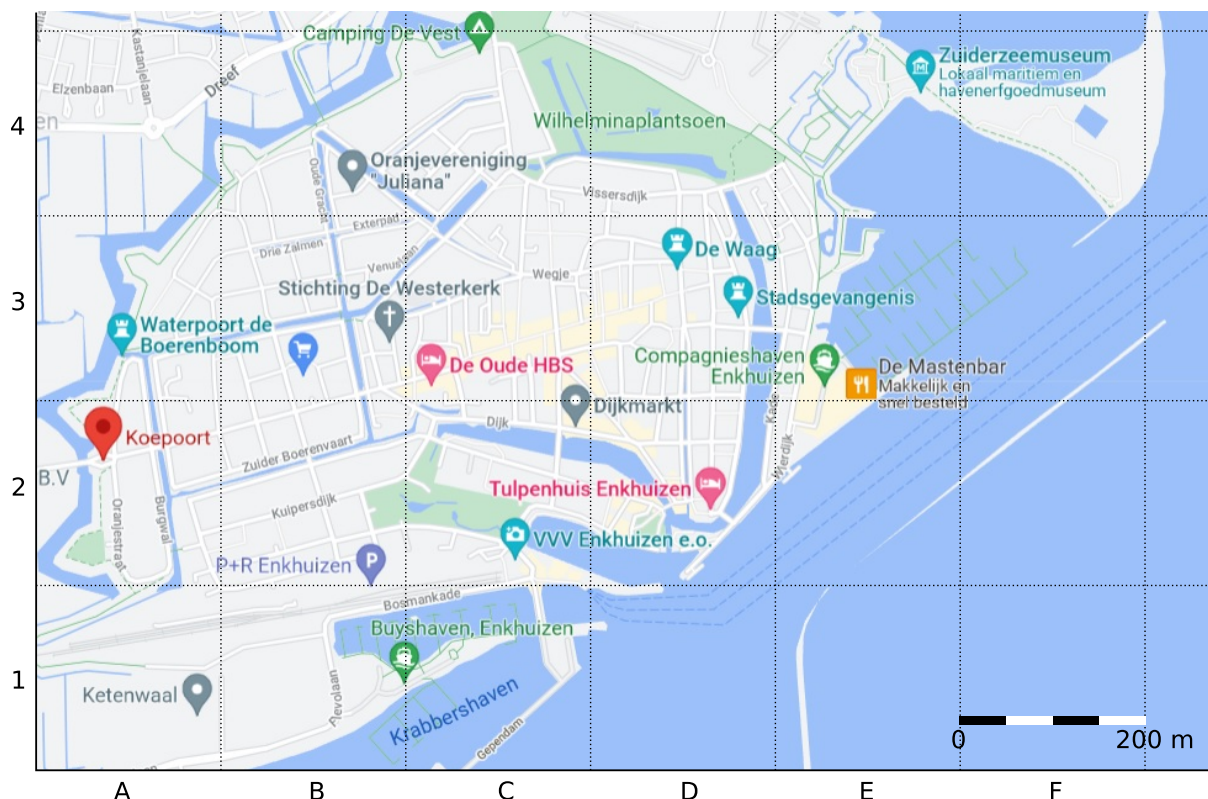 Camping De Vest
Kastanjelaan
Dreef
Elzenbaan
en
4
Zuiderzeemuseum
Lokaal maritiem en
havenerfgoedmuseum
Wilhelminaplantsoen
Oranjevereniging
"Juliana"
Oude Gracht
Vissersdijk
Exterpad
Drie Zalmen
De Waag
Wegje
Stichting De Westerkerk
Stadsgevangenis
3
Waterpoort de
Boerenboom
Compagnieshaven
Enkhuizen
De Oude HBS
De Mastenbar
Makkelijk en
snel besteld
Dijkmarkt
Koepoort
Dijk
Kade
Wierdijk
Zuider Boerenvaart
B.V
2
Tulpenhuis Enkhuizen
Kuipersdijk
Oranjestraat
Burgwal
VVV Enkhuizen e.o.
P+R Enkhuizen
Bosmankade
Buyshaven, Enkhuizen
1
Ketenwaal
Flevolaan
Krabbershaven
Gependam
0
200 m
A
B
C
D
E
F